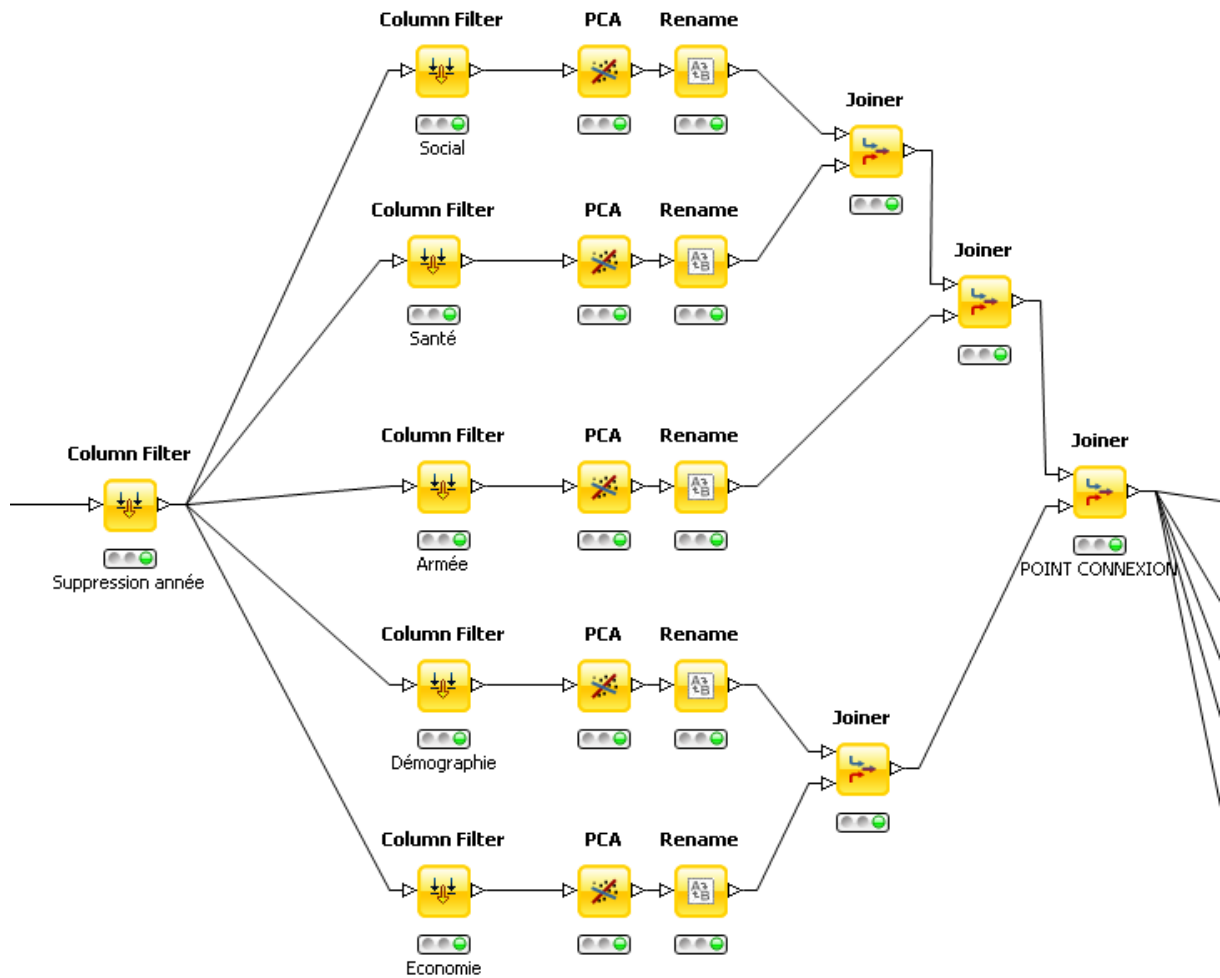 Column Filter PCA Rename
Joiner
Social
Column Filter PCA Rename
Joiner
Santé
Column Filter PCA Rename
Joiner
Column Filter
Armée
Suppression année
POINT CONNEXION
Column Filter PCA Rename
Joiner
Démographie
Column Filter PCA Rename
Economie